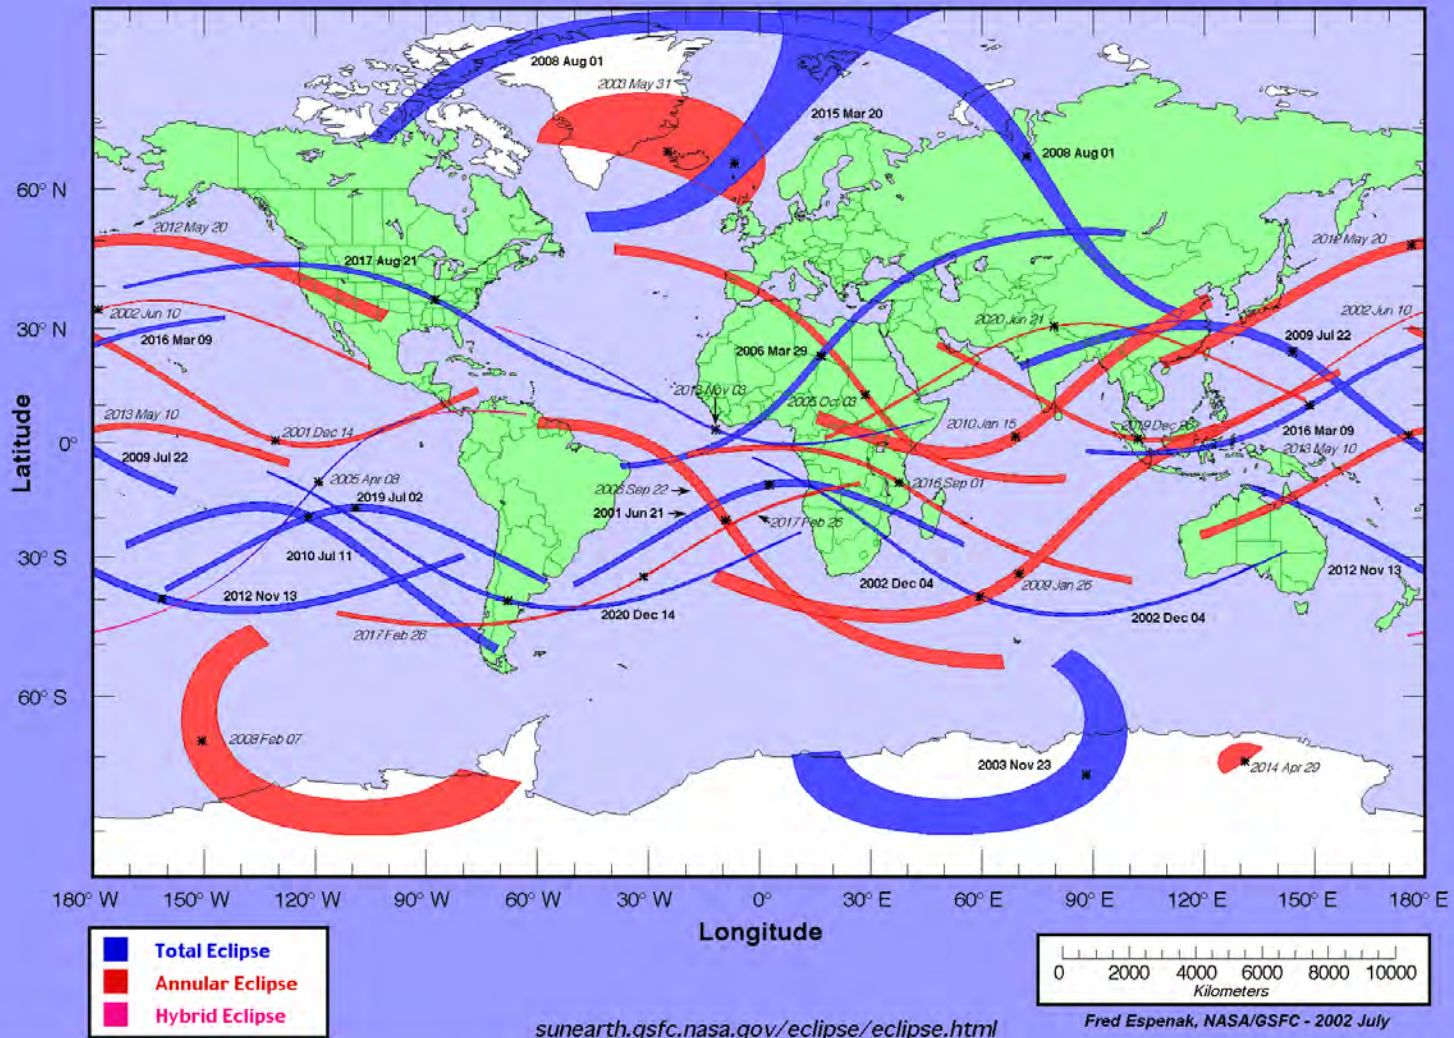 2008 Aug 01
2003 May 31
2015 Mar 20
2008 Aug 01
60° N
2012 May 20
2012 May 20
2017 Aug 21
2002 Jun 10
2002 Jun 10
2020 Jun 21
30° N
2016 Mar 09
2009 Jul 22
2006 Mar 29
2013 Nov 03
2005 Oct 03
2013 May 10
2001 Dec 14
2010 Jan 15
2019 Dec 26
2016 Mar 09
0°
2013 May 10
2009 Jul 22
2005 Apr 08
2019 Jul 02
2006 Sep 22
2016 Sep 01
2001 Jun 21
2017 Feb 26
2010 Jul 11
30° S
2012 Nov 13
2002 Dec 04
2009 Jan 26
2012 Nov 13
2020 Dec 14
2002 Dec 04
2017 Feb 26
60° S
2008 Feb 07
2003 Nov 23
2014 Apr 29
Latitude
180° W 150° W 120° W 90° W 60° W 30° W 0° 30° E 60° E 90° E 120° E 150° E 180° E
Longitude
Total Eclipse
Annular Eclipse
Hybrid Eclipse
0 2000 4000 6000 8000 10000
Kilometers
sunearth.gsfc.nasa.gov/eclipse/eclipse.html
Fred Espenak, NASA/GSFC - 2002 July